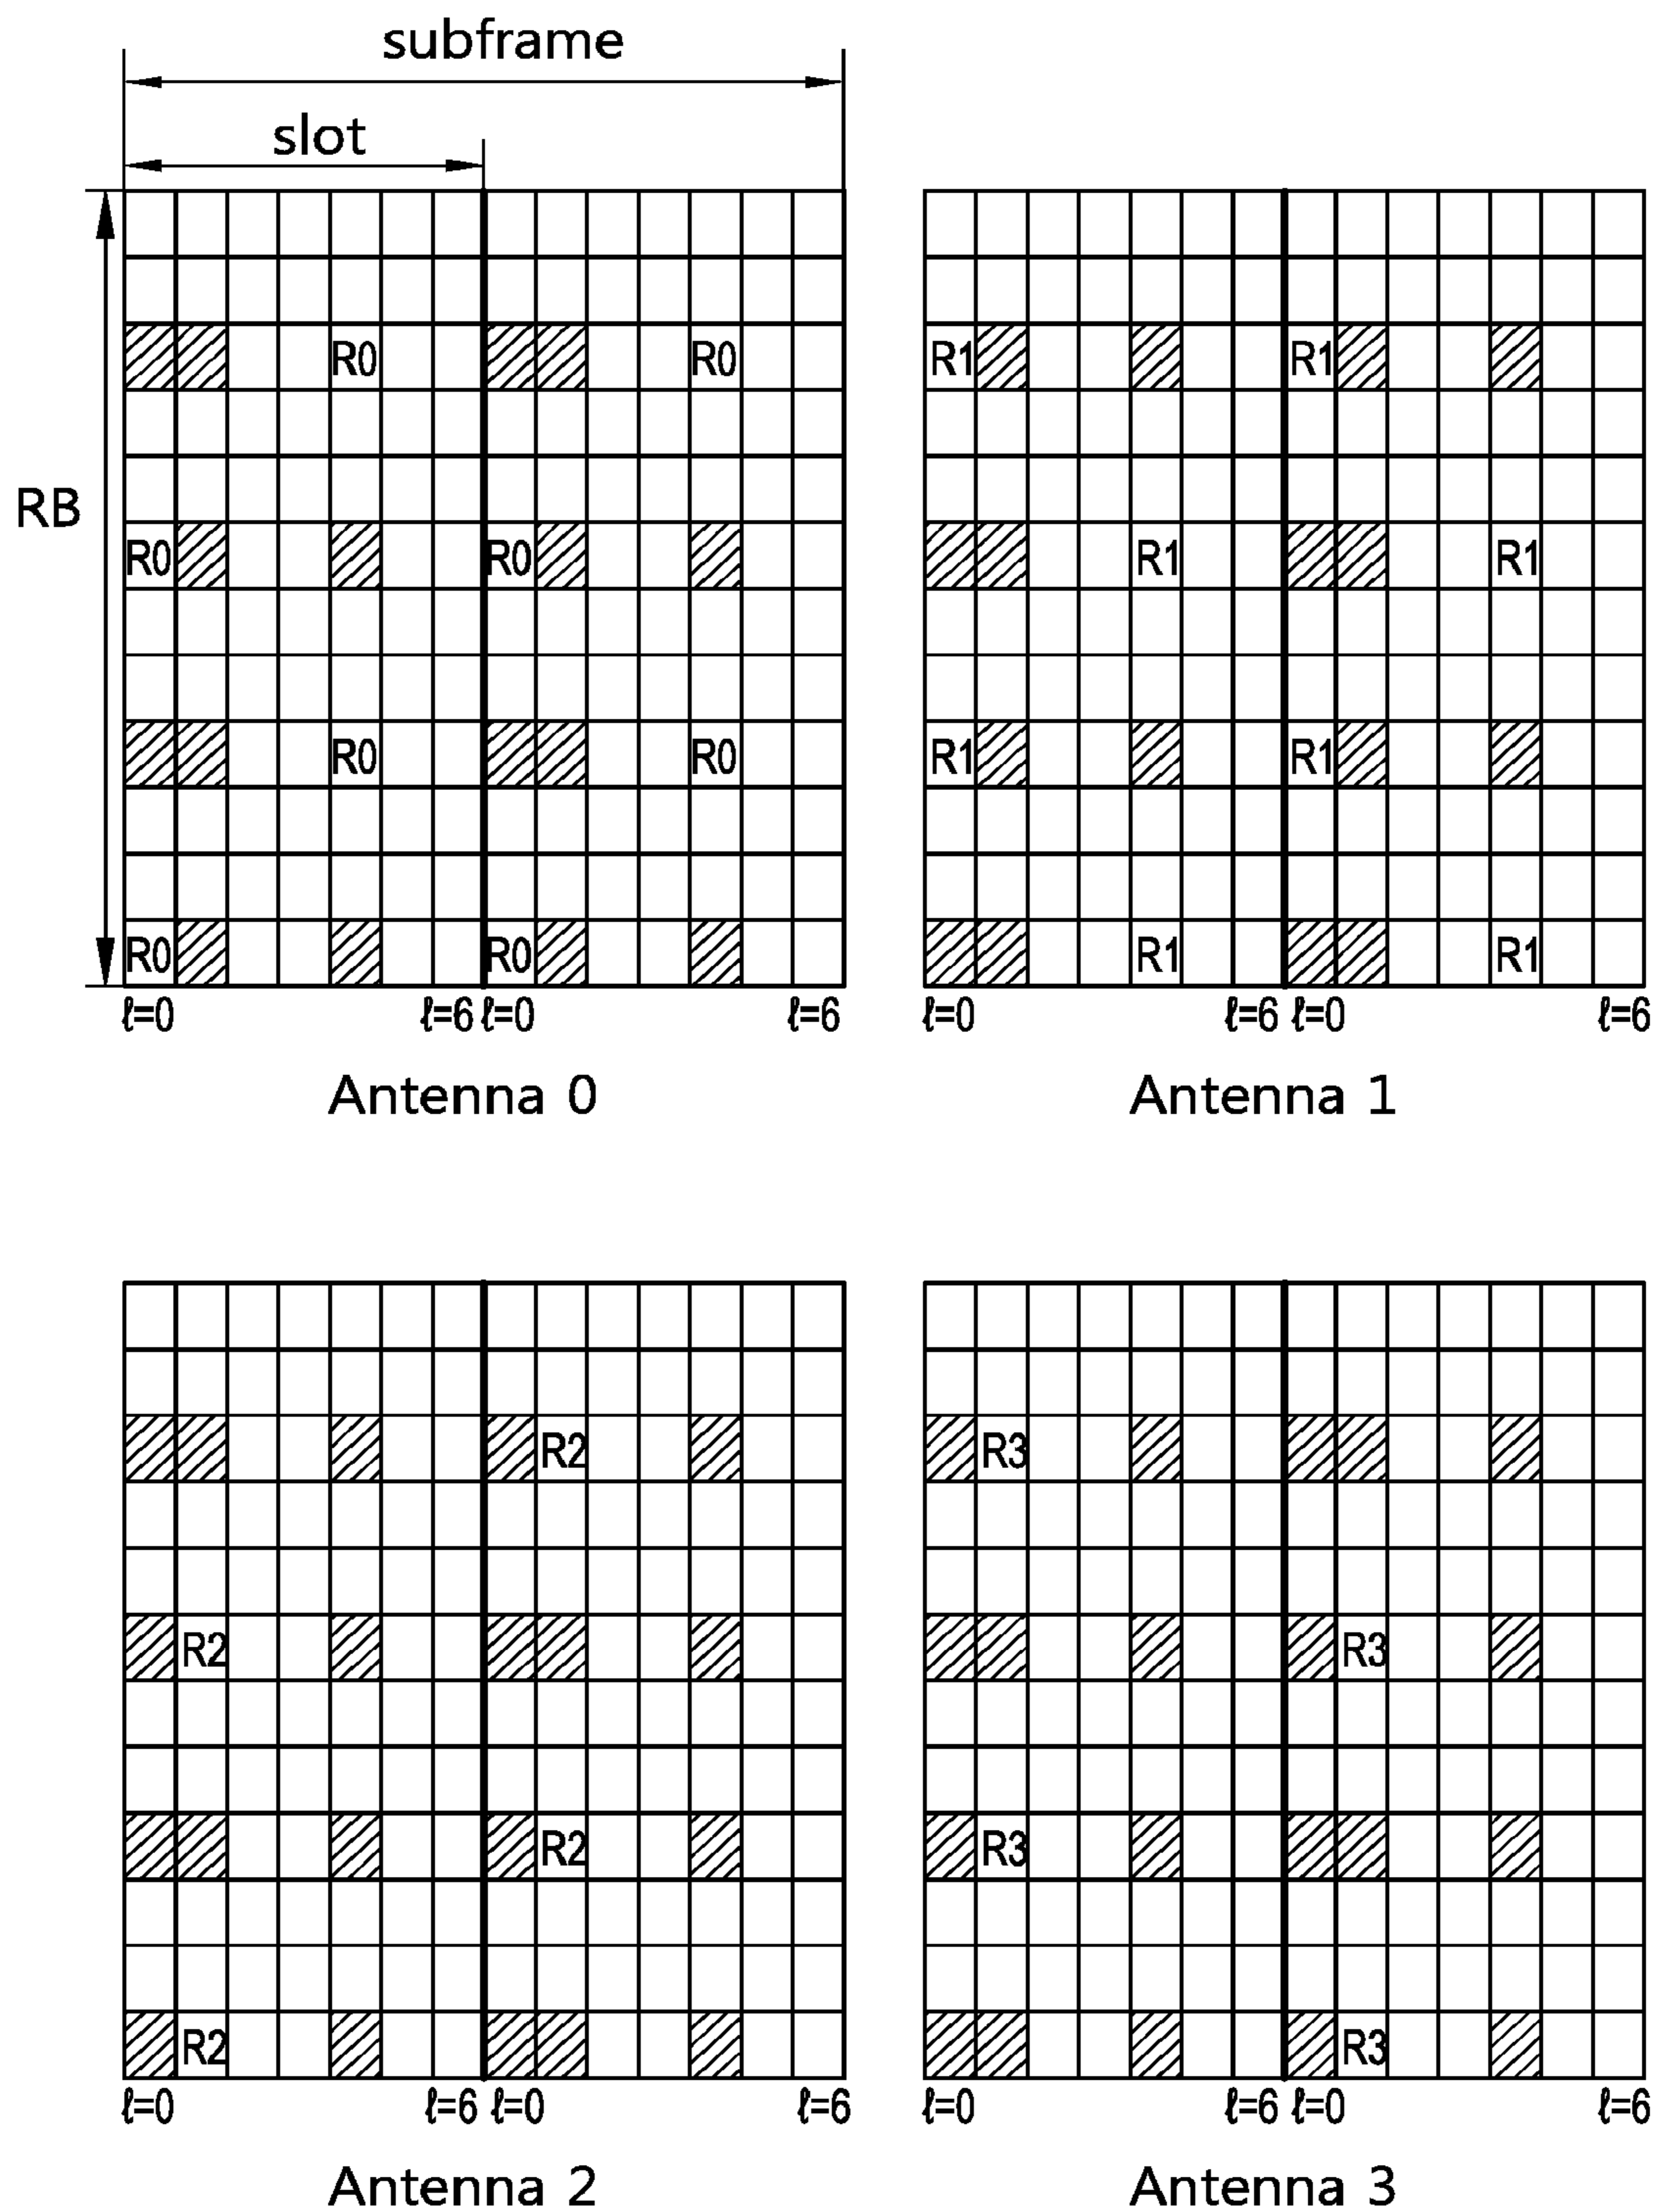 subframe
slot
RB
R0 R0 R1 R1
R0 R0 R1 R1
R0 R0 R1 R1
R0 R0 R1 R1
ℓ=0 ℓ=6 ℓ=0 ℓ=6 ℓ=0 ℓ=6 ℓ=0 ℓ=6
Antenna 0 Antenna 1
R2 R3
R2 R3
R2 R3
R2 R3
ℓ=0 ℓ=6 ℓ=0 ℓ=6 ℓ=0 ℓ=6 ℓ=0 ℓ=6
Antenna 2 Antenna 3